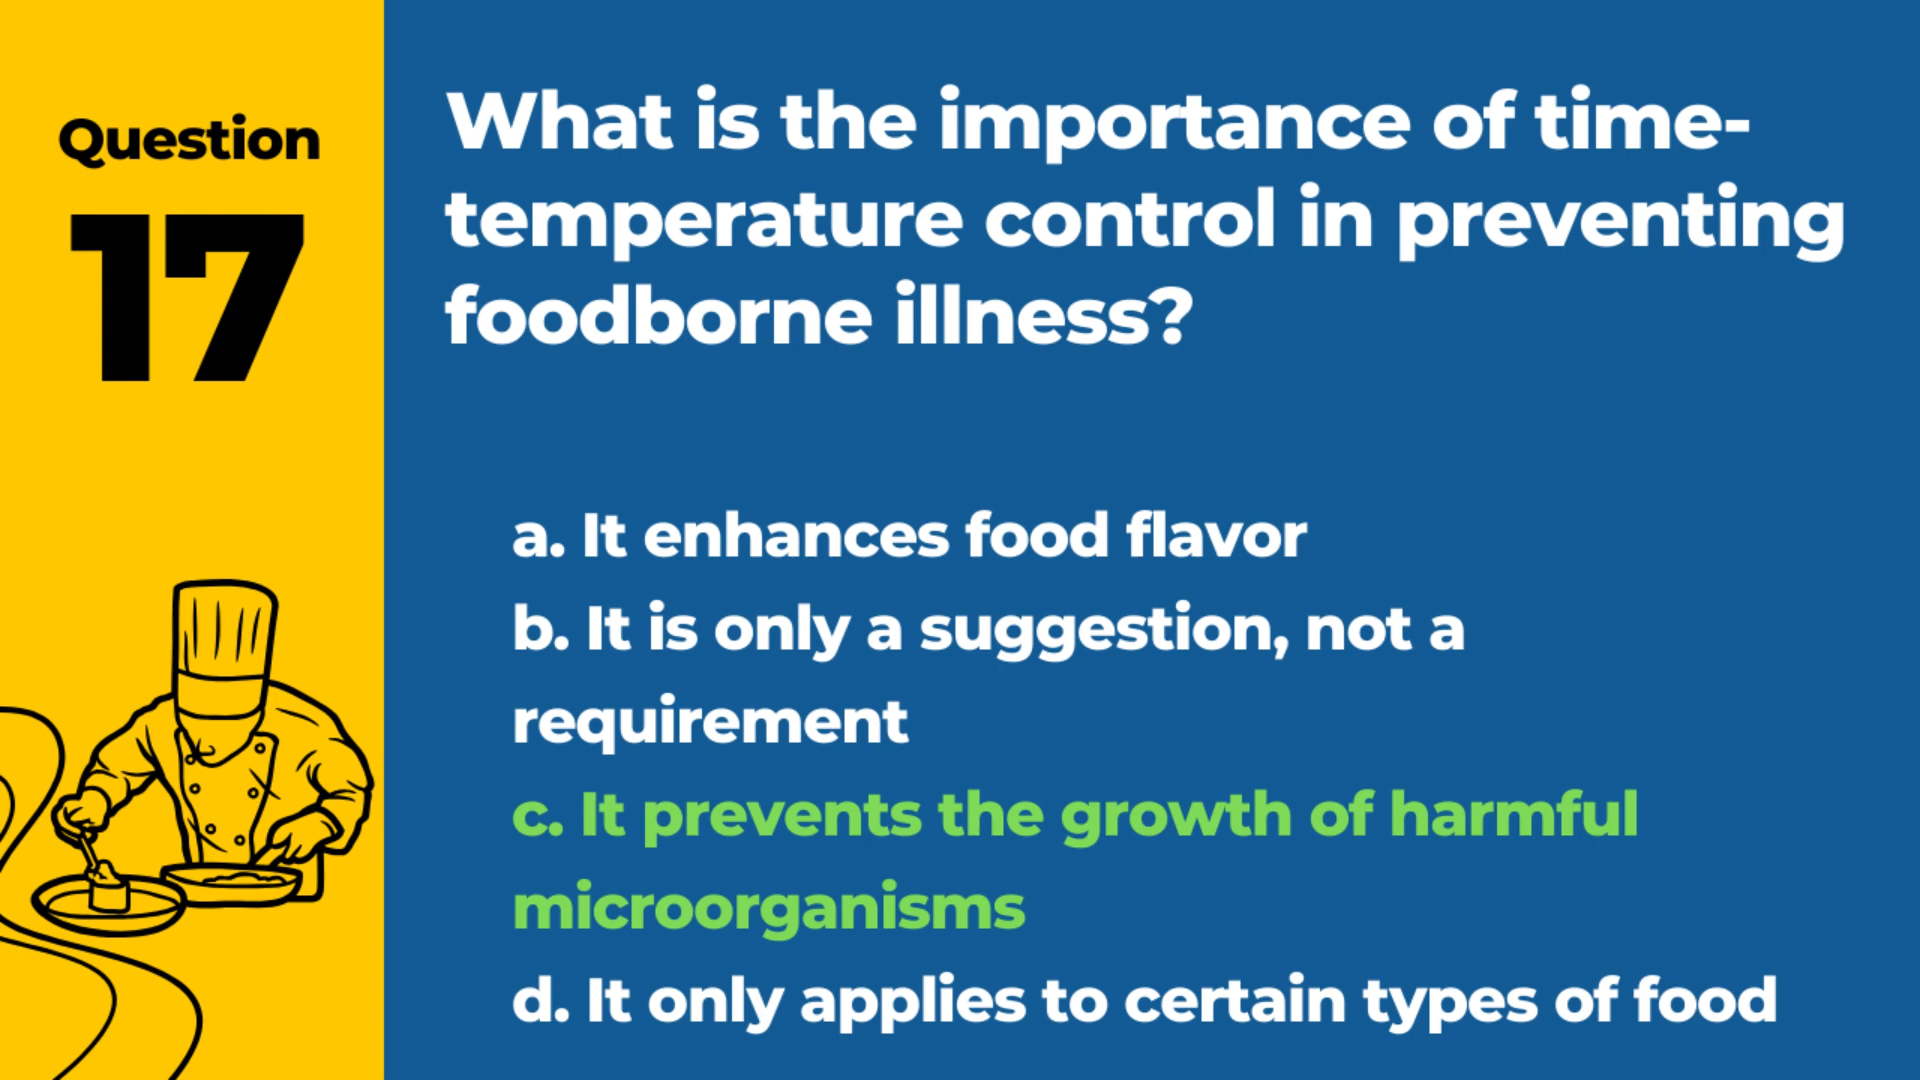 Question
17
What is the importance of time-
temperature control in preventing
foodborne illness?
a. It enhances food flavor
b. It is only a suggestion, not a
requirement
c. It prevents the growth of harmful
microorganisms
d. It only applies to certain types of food